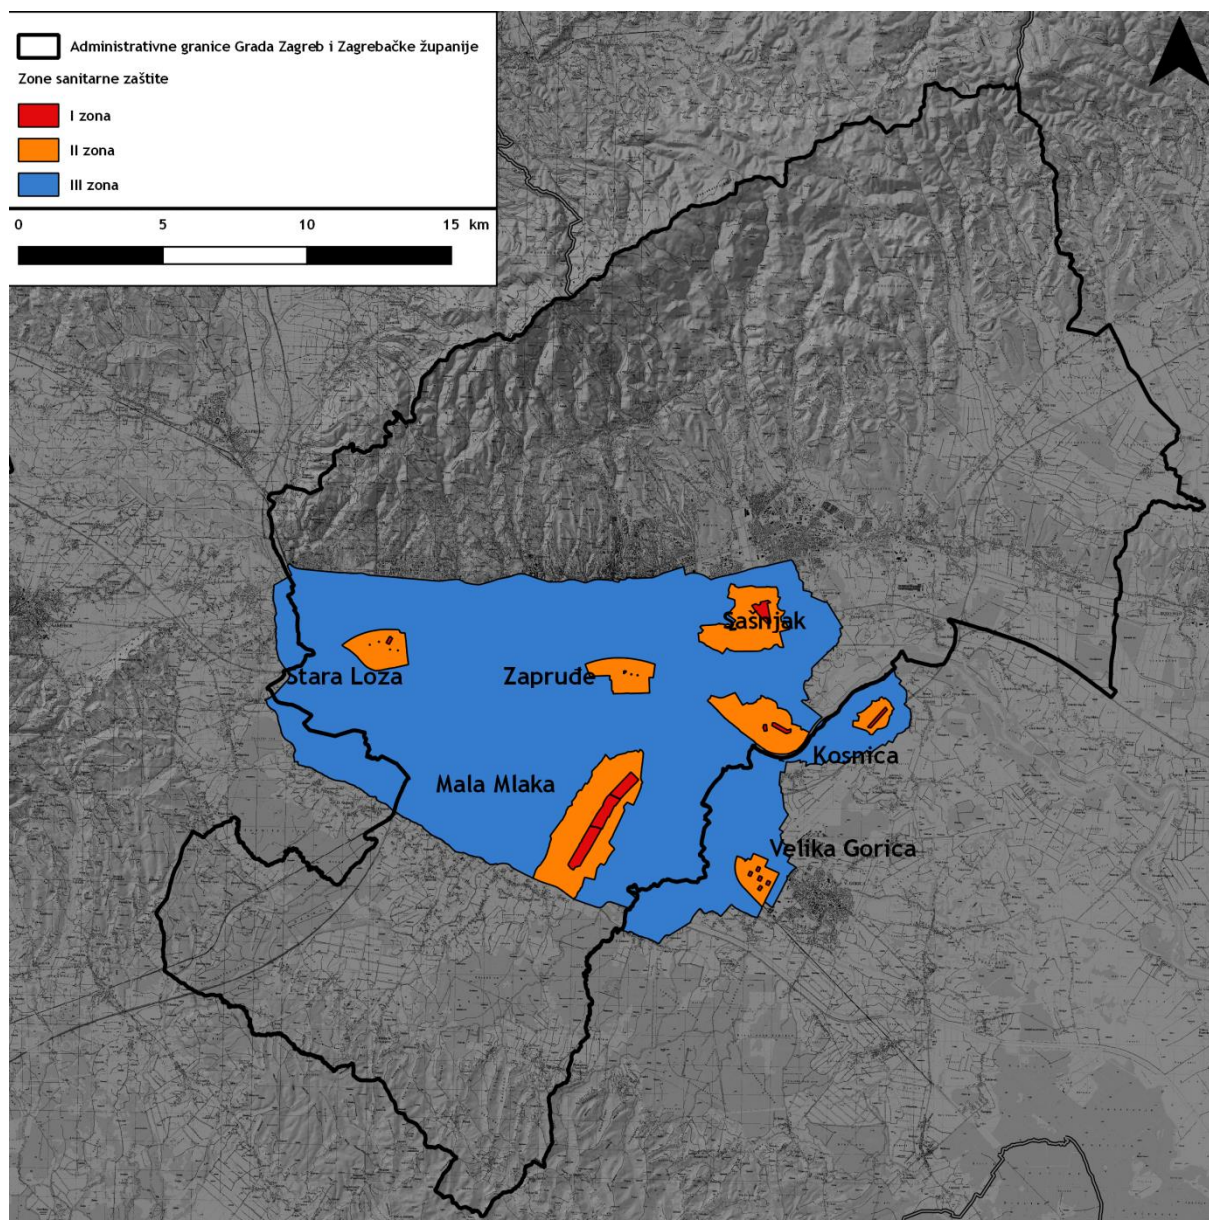 Administrativne granice Grada Zagreb i Zagrebačke županije
Zone sanitarne zaštite
I zona
II zona
III zona
0 5 10 15 km
Sašnjak
Stara Loza
Zapruđe
Kosnica
Mala Mlaka
Velika Gorica